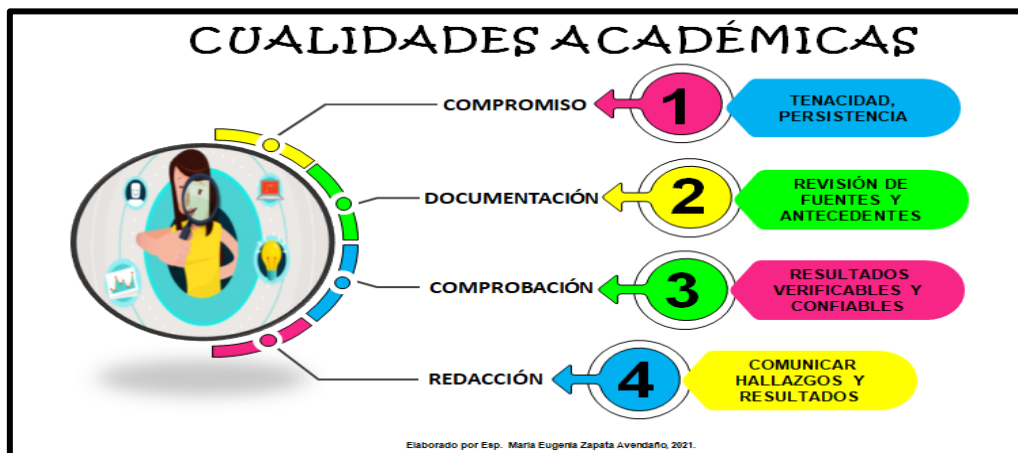 CUALIDADES ACADÉMICAS
COMPROMISO
1
TENACIDAD,
PERSISTENCIA
DOCUMENTACIÓN
2
REVISIÓN DE
FUENTES Y
ANTECEDENTES
COMPROBACIÓN
3
RESULTADOS
VERIFICABLES Y
CONFIABLES
REDACCIÓN
4
COMUNICAR
HALLAZGOS Y
RESULTADOS
Elaborado por Esp. María Eugenia Zapata Avendaño, 2021.